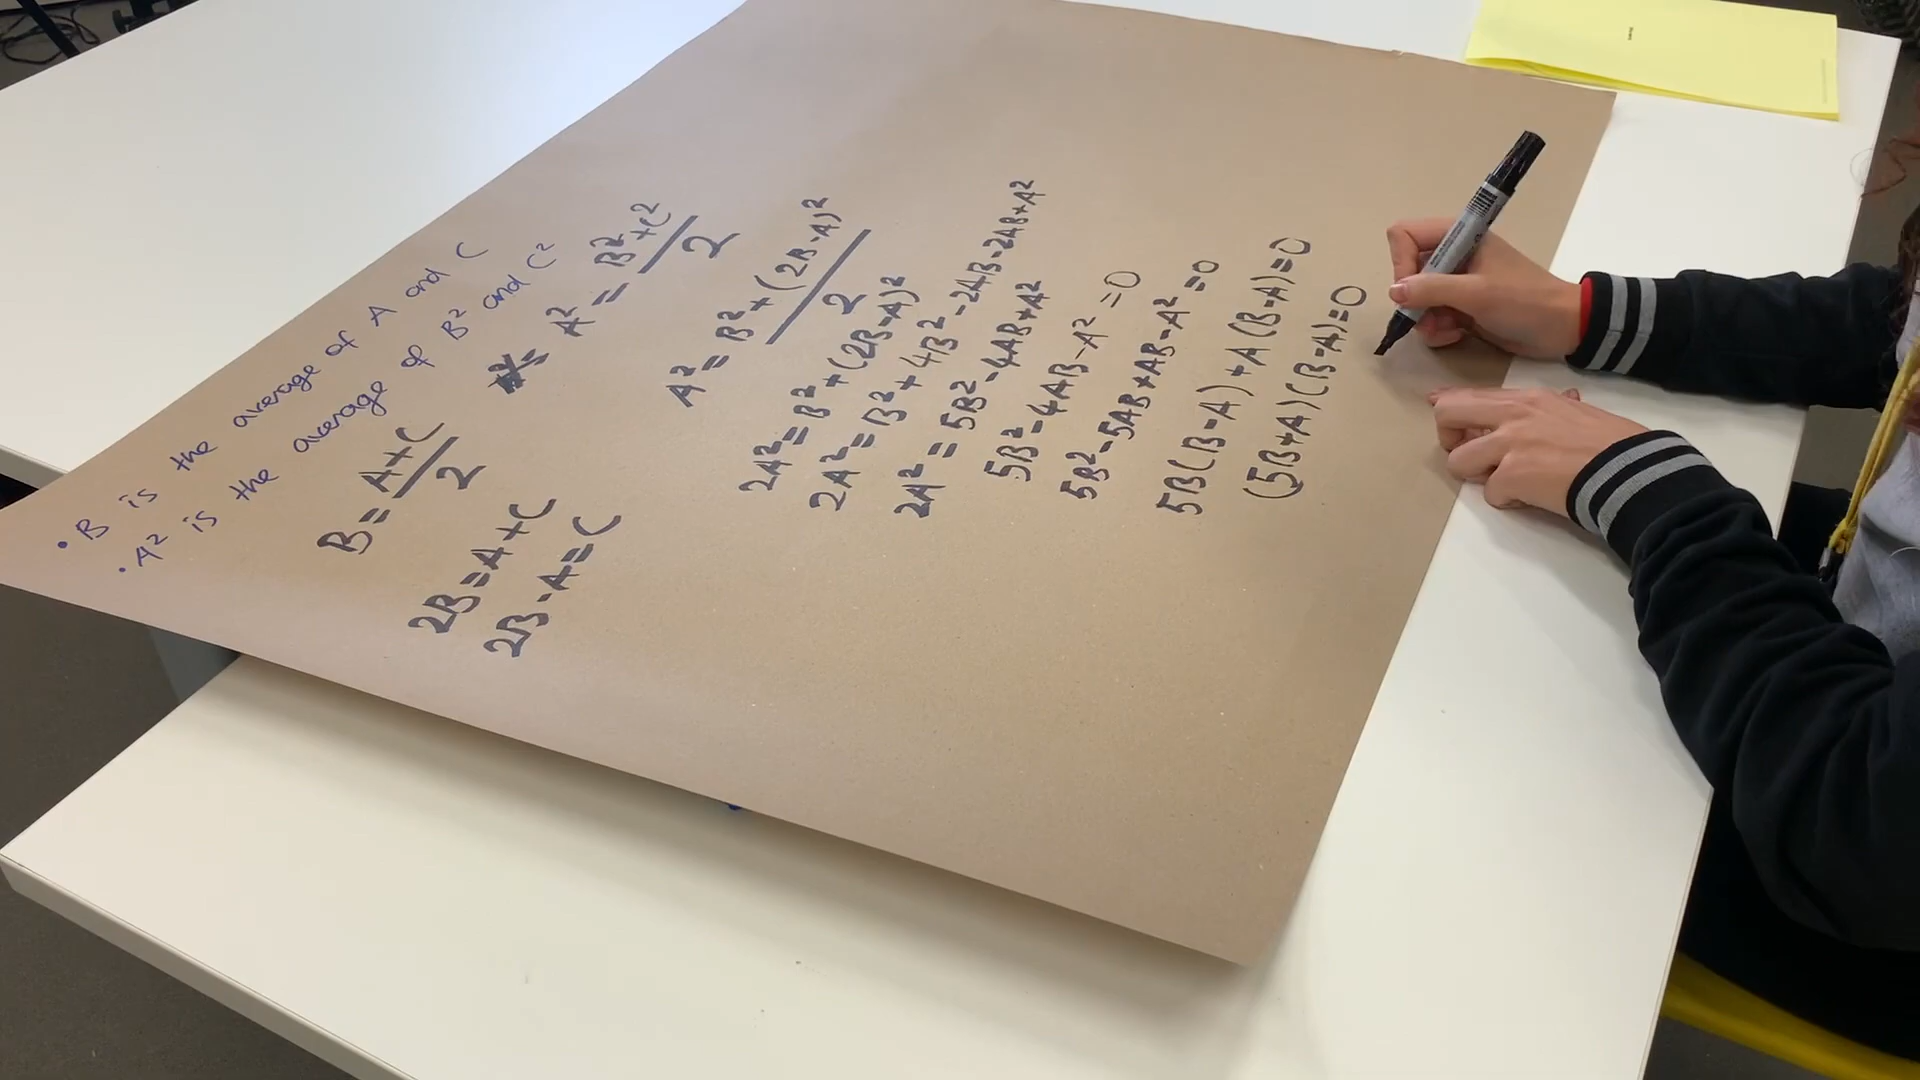 • B is the average of A and C
• A² is the average of B² and C²
B = A+C/2
2B = A + C
2B - A = C
A² = B² + C²/2
A² = B² + (2B-A)²/2
2A² = B² + (2B-A)²
2A² = B² + 4B² - 2AB - 2AB + A²
2A² = 5B² - 4AB + A²
5B² - 4AB - A² = 0
5B² - 5AB + AB - A² = 0
5B(B-A) + A(B-A) = 0
(5B+A)(B-A) = 0